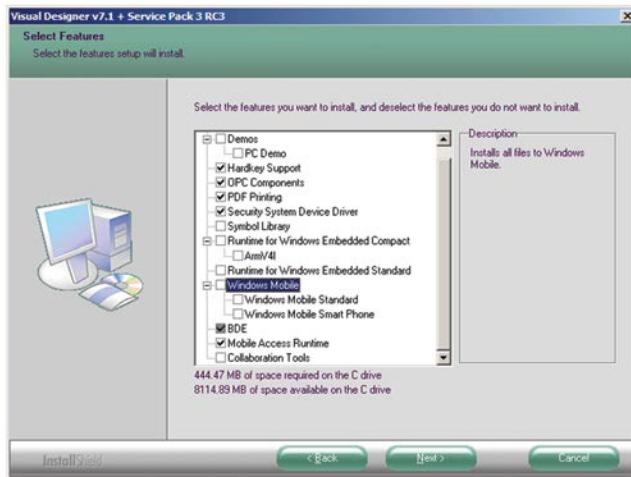 Visual Designer v7.1 + Service Pack 3 RC3
Select Features
Select the features setup will install.
Select the features you want to install, and deselect the features you do not want to install.
Demos
PC Demo
Hardkey Support
OPC Components
PDF Printing
Security System Device Driver
Symbol Library
Runtime for Windows Embedded Compact
ArmV4I
Runtime for Windows Embedded Standard
Windows Mobile
Windows Mobile Standard
Windows Mobile Smart Phone
BDE
Mobile Access Runtime
Collaboration Tools
Description
Installs all files to Windows
Mobile.
444.47 MB of space required on the C drive
8114.89 MB of space available on the C drive
InstallShield
< Back
Next >
Cancel